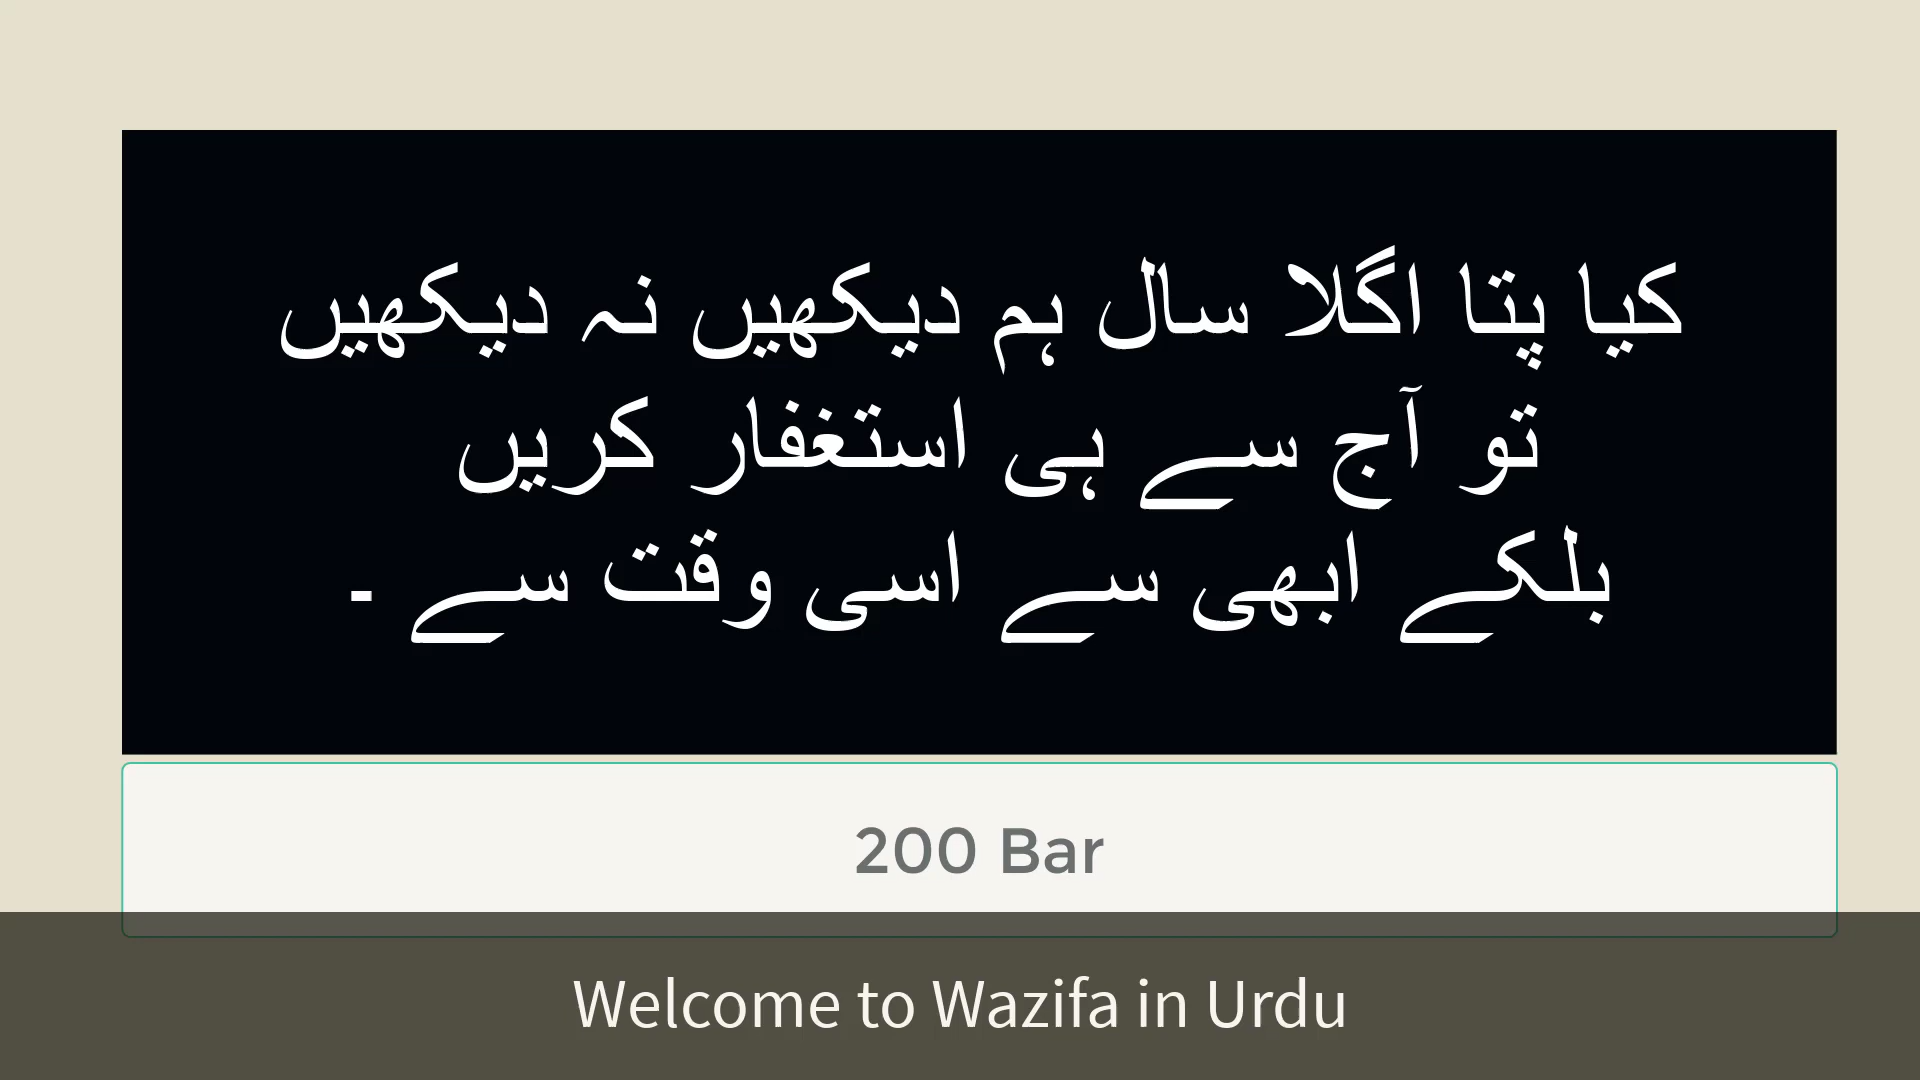 کیا پتا اگلا سال ہم دیکھیں نہ دیکھیں
تو آج سے ہی استغفار کریں
بلکے ابھی سے اسی وقت سے ۔
200 Bar
Welcome to Wazifa in Urdu